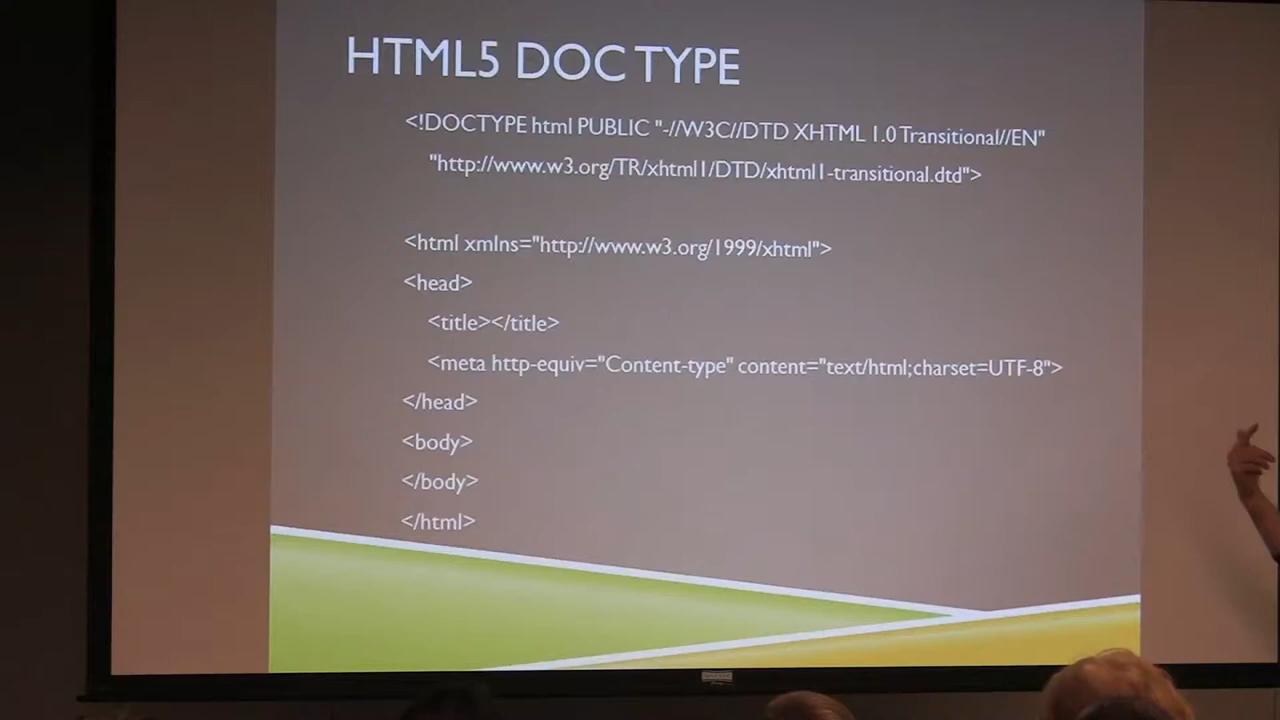 HTML5 DOC TYPE
<!DOCTYPE html PUBLIC "-//W3C//DTD XHTML 1.0 Transitional//EN"
"http://www.w3.org/TR/xhtml1/DTD/xhtml1-transitional.dtd">
<html xmlns="http://www.w3.org/1999/xhtml">
<head>
<title></title>
<meta http-equiv="Content-type" content="text/html;charset=UTF-8">
</head>
<body>
</body>
</html>